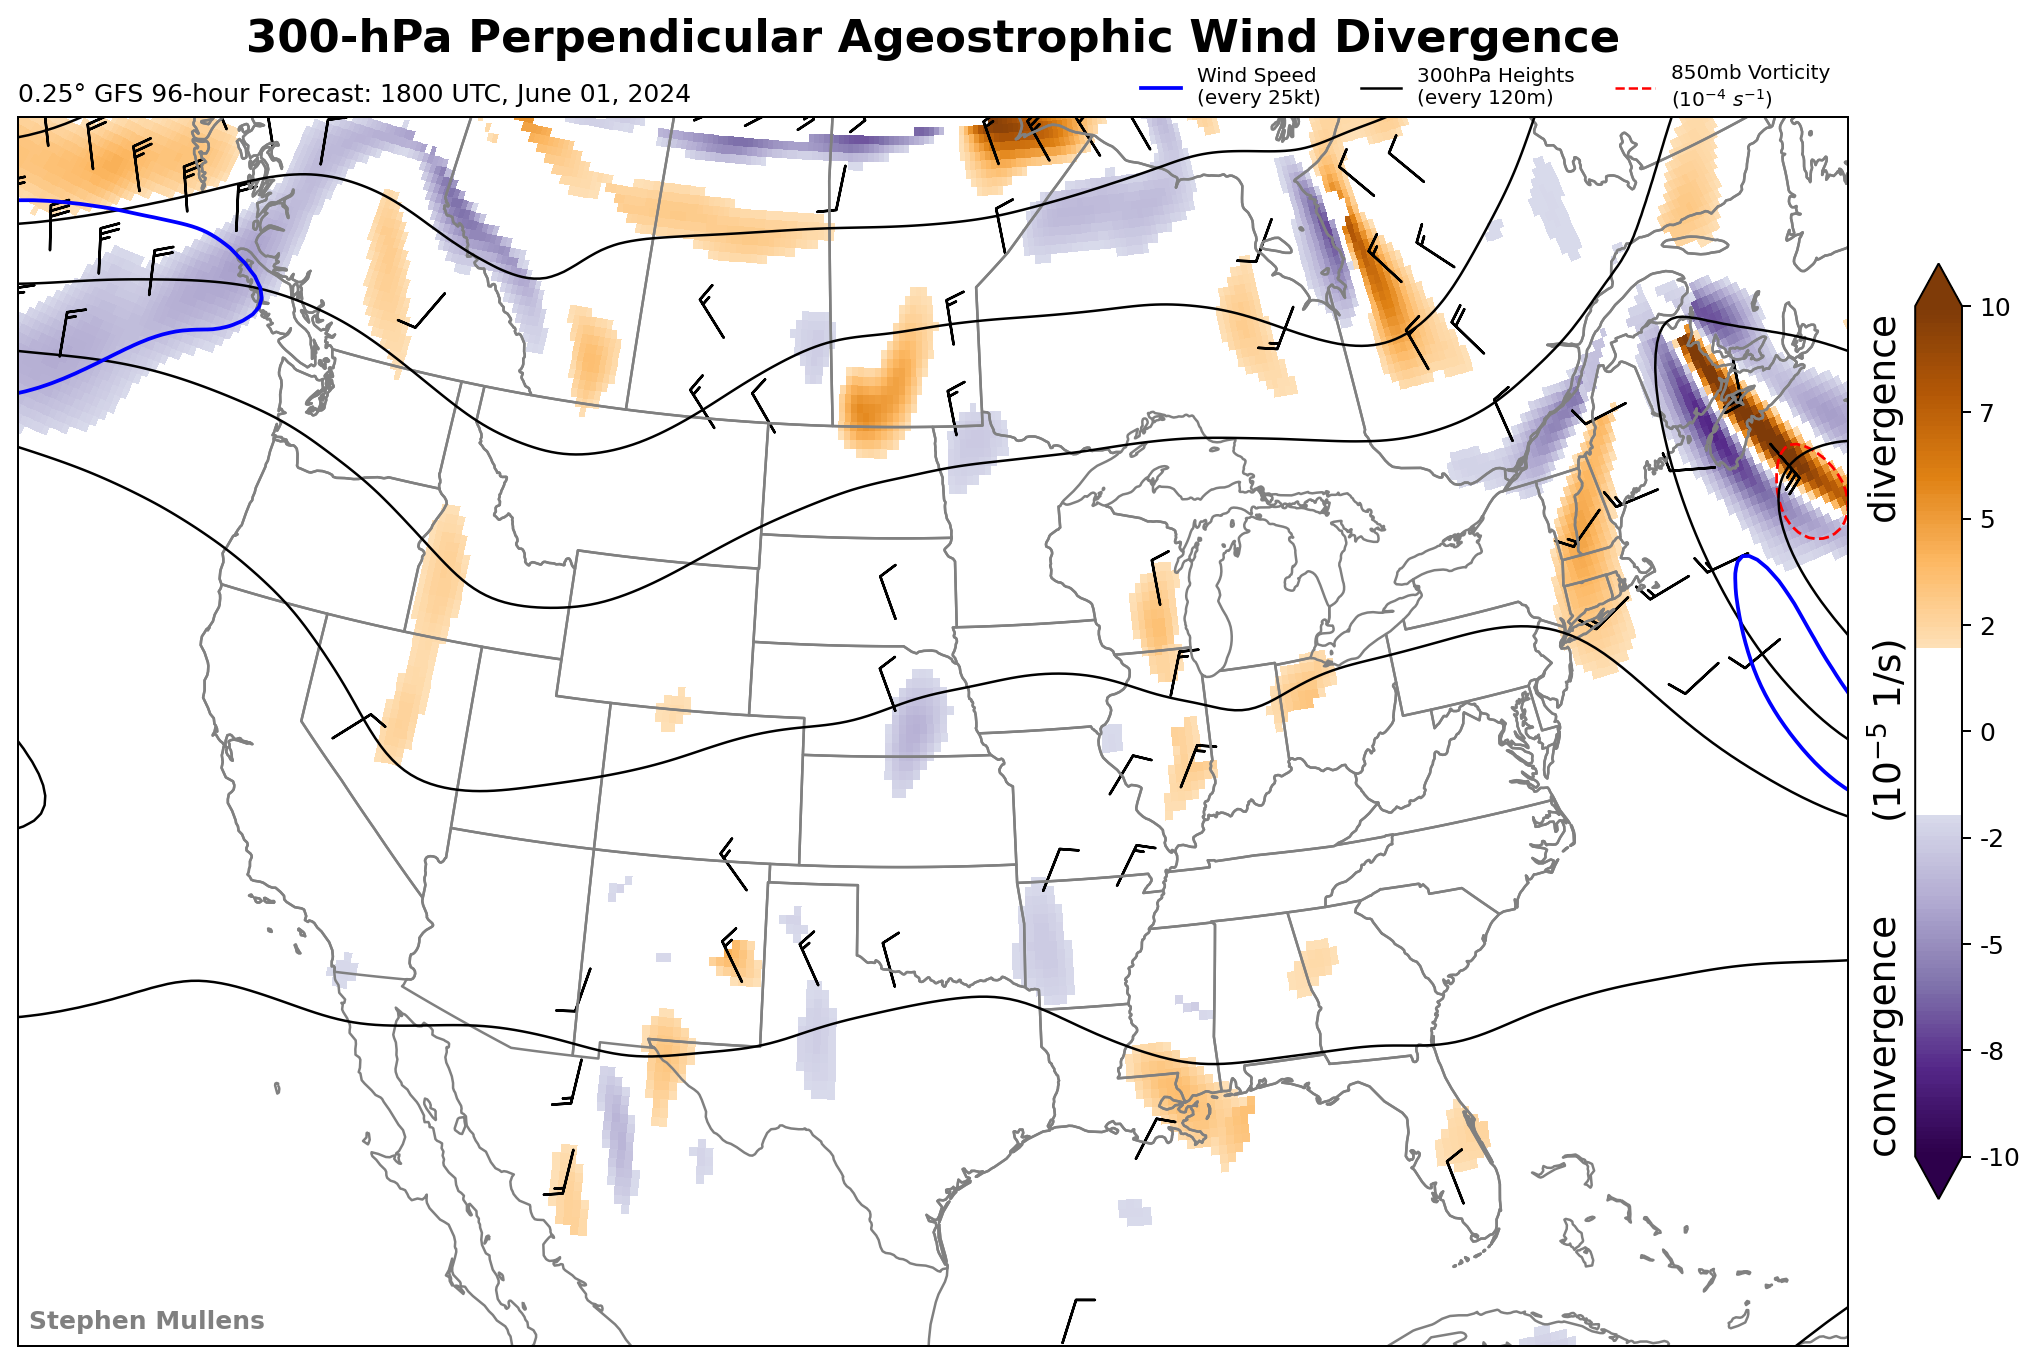 300-hPa Perpendicular Ageostrophic Wind Divergence
0.25° GFS 96-hour Forecast: 1800 UTC, June 01, 2024
Wind Speed
(every 25kt)
300hPa Heights
(every 120m)
850mb Vorticity
(10⁻⁴ s⁻¹)
10
7
5
2
0
-2
-5
-8
-10
convergence (10⁻⁵ 1/s) divergence
Stephen Mullens